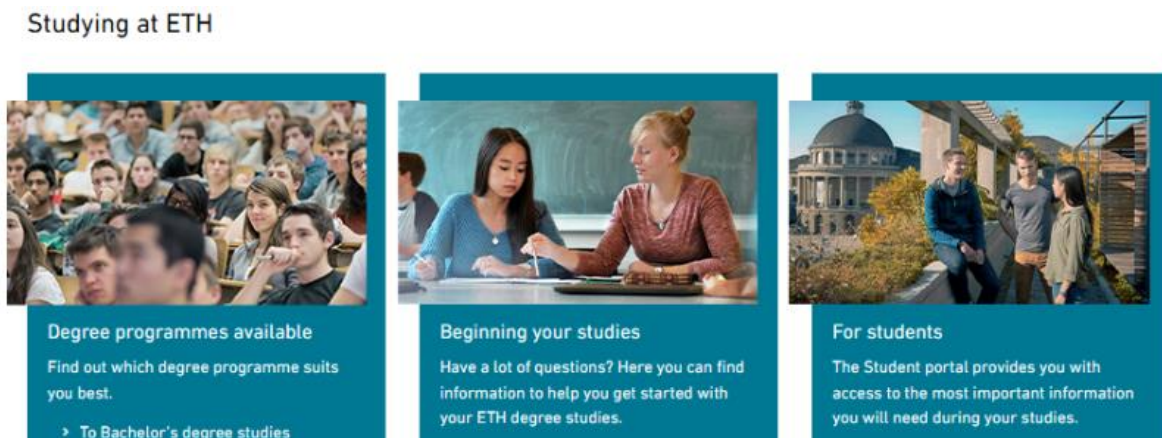 Studying at ETH
Degree programmes available
Find out which degree programme suits
you best.
> To Bachelor's degree studies
Beginning your studies
Have a lot of questions? Here you can find
information to help you get started with
your ETH degree studies.
For students
The Student portal provides you with
access to the most important information
you will need during your studies.